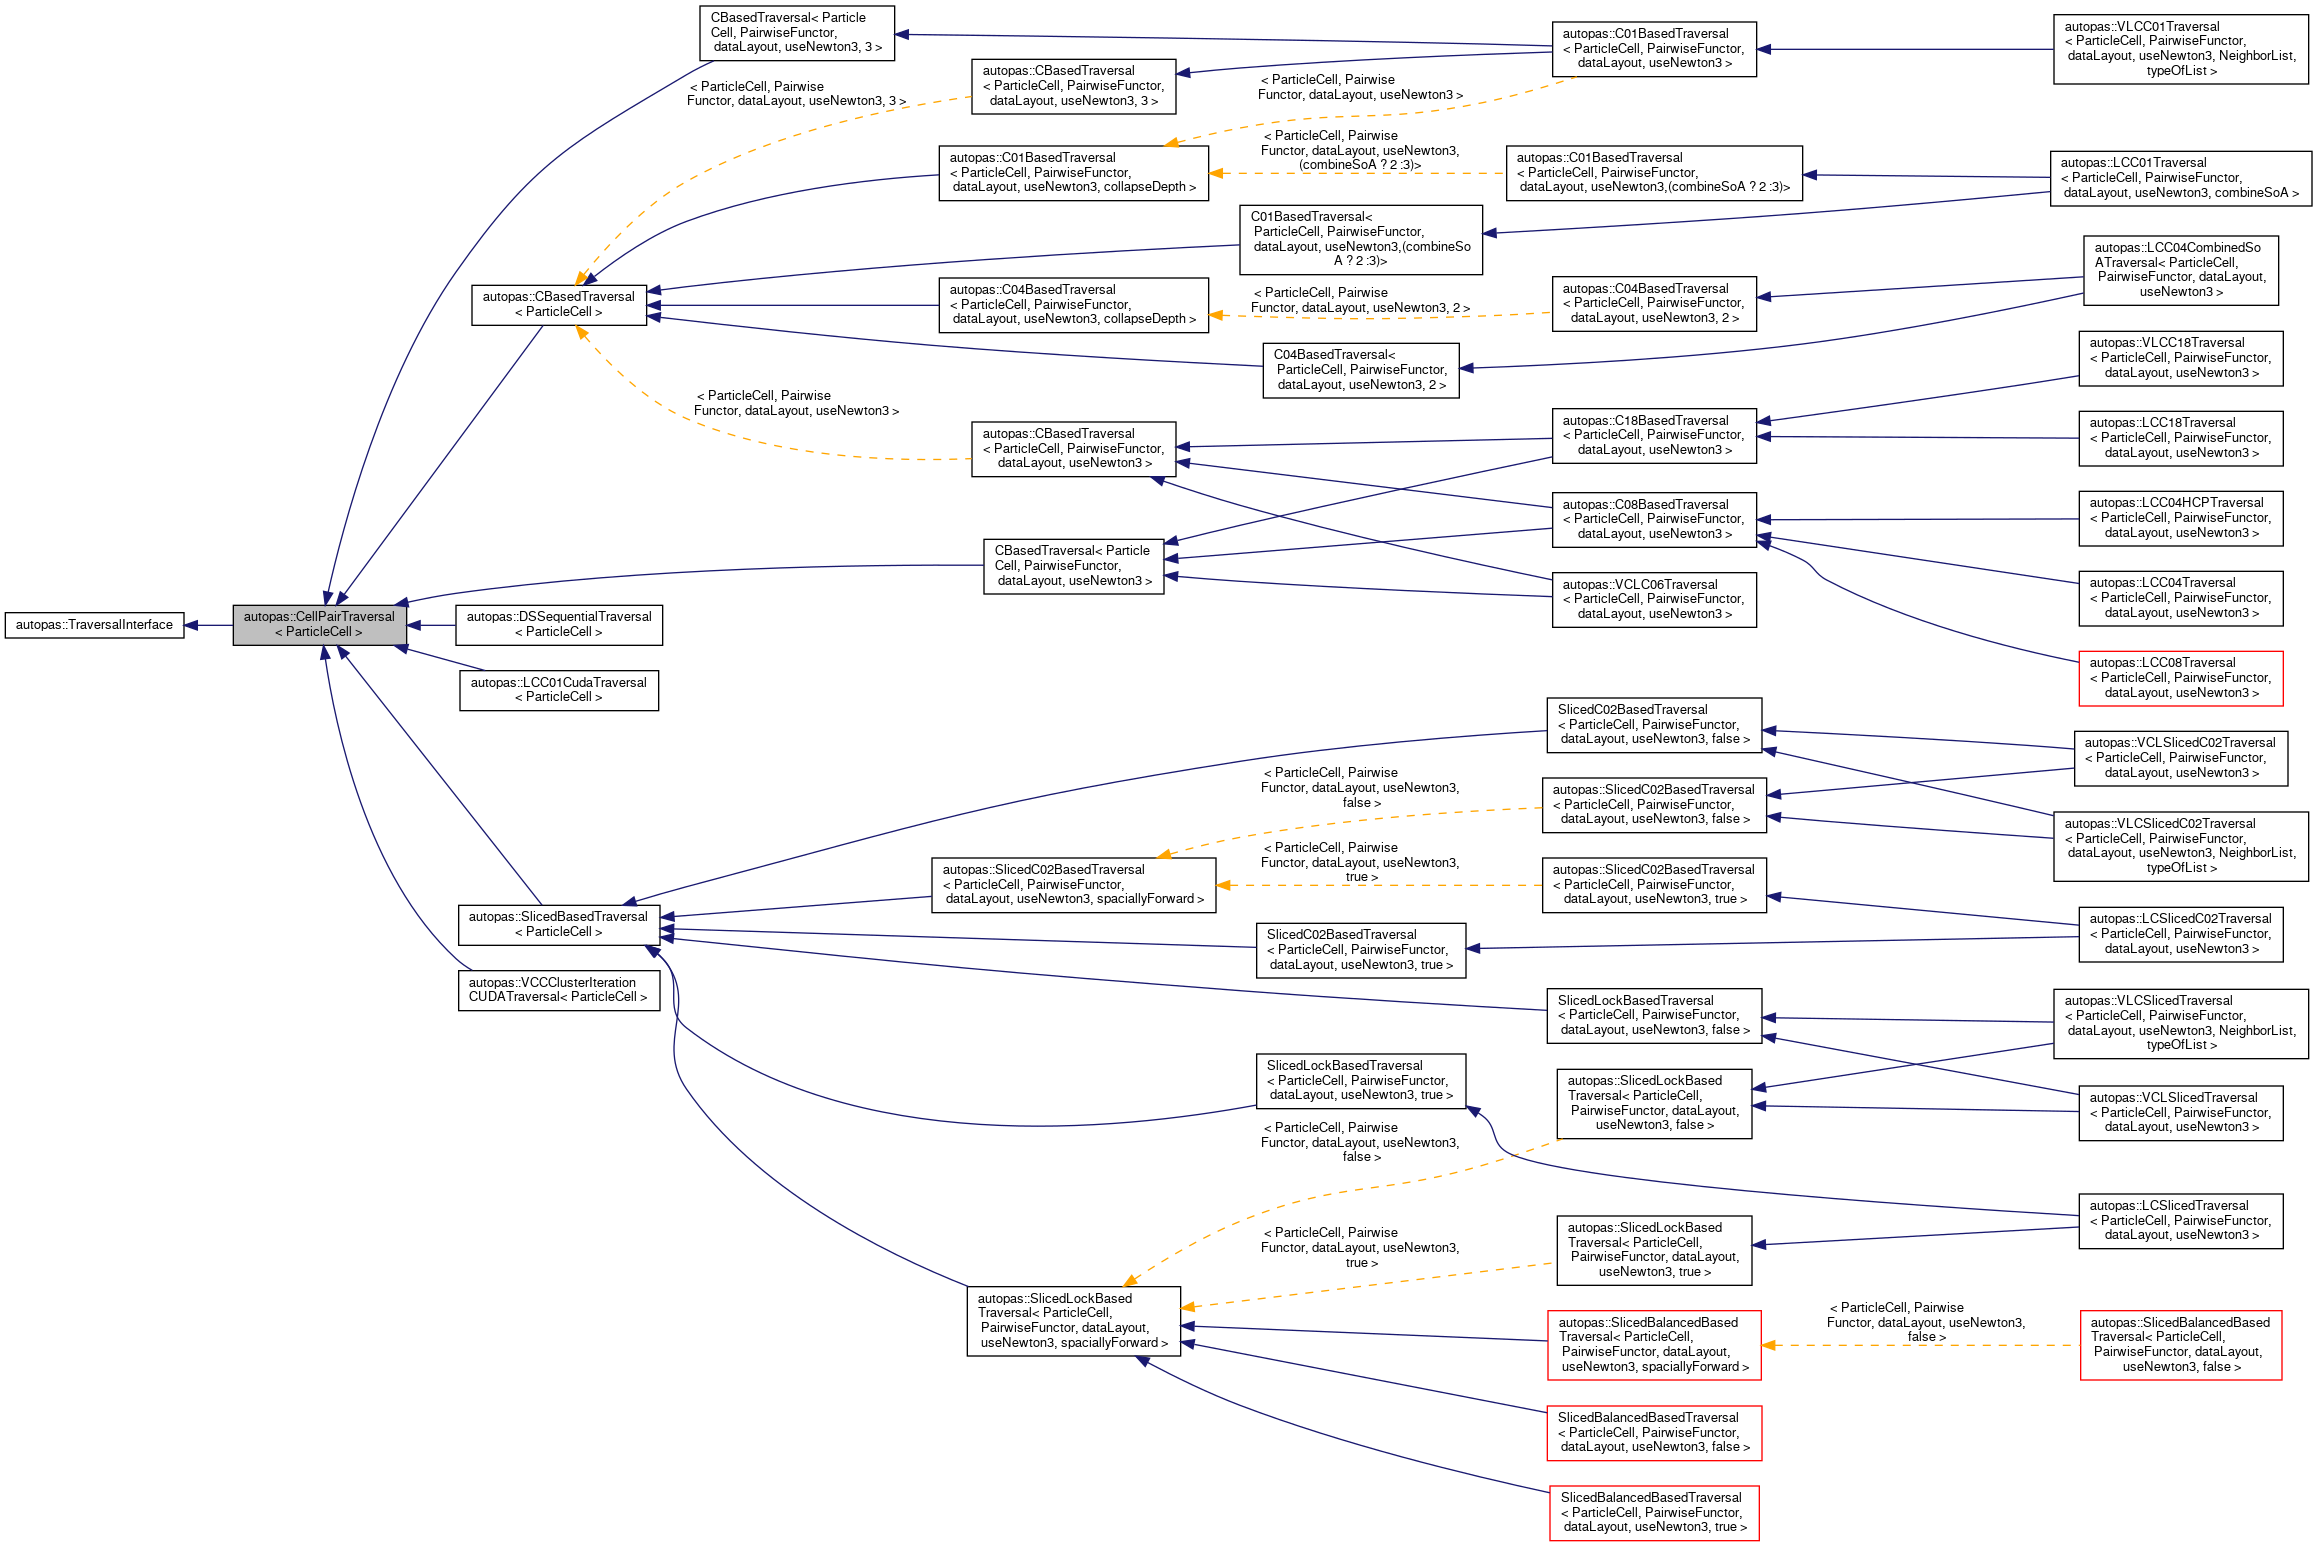 autopas::TraversalInterface
autopas::CellPairTraversal
< ParticleCell >
CBasedTraversal< Particle
Cell, PairwiseFunctor,
dataLayout, useNewton3, 3 >
autopas::CBasedTraversal
< ParticleCell >
autopas::DSSequentialTraversal
< ParticleCell >
autopas::LCC01CudaTraversal
< ParticleCell >
autopas::SlicedBasedTraversal
< ParticleCell >
autopas::VCCClusterIteration
CUDATraversal< ParticleCell >
< ParticleCell, Pairwise
Functor, dataLayout, useNewton3, 3 >
< ParticleCell, Pairwise
Functor, dataLayout, useNewton3 >
autopas::CBasedTraversal
< ParticleCell, PairwiseFunctor,
dataLayout, useNewton3, 3 >
autopas::C01BasedTraversal
< ParticleCell, PairwiseFunctor,
dataLayout, useNewton3, collapseDepth >
autopas::C04BasedTraversal
< ParticleCell, PairwiseFunctor,
dataLayout, useNewton3, collapseDepth >
autopas::CBasedTraversal
< ParticleCell, PairwiseFunctor,
dataLayout, useNewton3 >
CBasedTraversal< Particle
Cell, PairwiseFunctor,
dataLayout, useNewton3 >
autopas::SlicedC02BasedTraversal
< ParticleCell, PairwiseFunctor,
dataLayout, useNewton3, spaciallyForward >
autopas::SlicedLockBased
Traversal< ParticleCell,
PairwiseFunctor, dataLayout,
useNewton3, spaciallyForward >
< ParticleCell, Pairwise
Functor, dataLayout, useNewton3 >
< ParticleCell, Pairwise
Functor, dataLayout, useNewton3,
(combineSoA ? 2 :3)>
C01BasedTraversal<
ParticleCell, PairwiseFunctor,
dataLayout, useNewton3,(combineSo
A ? 2 :3)>
< ParticleCell, Pairwise
Functor, dataLayout, useNewton3, 2 >
C04BasedTraversal<
ParticleCell, PairwiseFunctor,
dataLayout, useNewton3, 2 >
< ParticleCell, Pairwise
Functor, dataLayout, useNewton3,
false >
< ParticleCell, Pairwise
Functor, dataLayout, useNewton3,
true >
SlicedC02BasedTraversal
< ParticleCell, PairwiseFunctor,
dataLayout, useNewton3, true >
SlicedLockBasedTraversal
< ParticleCell, PairwiseFunctor,
dataLayout, useNewton3, true >
< ParticleCell, Pairwise
Functor, dataLayout, useNewton3,
false >
< ParticleCell, Pairwise
Functor, dataLayout, useNewton3,
true >
autopas::C01BasedTraversal
< ParticleCell, PairwiseFunctor,
dataLayout, useNewton3 >
autopas::C01BasedTraversal
< ParticleCell, PairwiseFunctor,
dataLayout, useNewton3,(combineSoA ? 2 :3)>
autopas::C04BasedTraversal
< ParticleCell, PairwiseFunctor,
dataLayout, useNewton3, 2 >
autopas::C18BasedTraversal
< ParticleCell, PairwiseFunctor,
dataLayout, useNewton3 >
autopas::C08BasedTraversal
< ParticleCell, PairwiseFunctor,
dataLayout, useNewton3 >
autopas::VCLC06Traversal
< ParticleCell, PairwiseFunctor,
dataLayout, useNewton3 >
SlicedC02BasedTraversal
< ParticleCell, PairwiseFunctor,
dataLayout, useNewton3, false >
autopas::SlicedC02BasedTraversal
< ParticleCell, PairwiseFunctor,
dataLayout, useNewton3, false >
autopas::SlicedC02BasedTraversal
< ParticleCell, PairwiseFunctor,
dataLayout, useNewton3, true >
SlicedLockBasedTraversal
< ParticleCell, PairwiseFunctor,
dataLayout, useNewton3, false >
autopas::SlicedLockBased
Traversal< ParticleCell,
PairwiseFunctor, dataLayout,
useNewton3, false >
autopas::SlicedLockBased
Traversal< ParticleCell,
PairwiseFunctor, dataLayout,
useNewton3, true >
autopas::SlicedBalancedBased
Traversal< ParticleCell,
PairwiseFunctor, dataLayout,
useNewton3, spaciallyForward >
SlicedBalancedBasedTraversal
< ParticleCell, PairwiseFunctor,
dataLayout, useNewton3, false >
SlicedBalancedBasedTraversal
< ParticleCell, PairwiseFunctor,
dataLayout, useNewton3, true >
< ParticleCell, Pairwise
Functor, dataLayout, useNewton3,
false >
autopas::VLCC01Traversal
< ParticleCell, PairwiseFunctor,
dataLayout, useNewton3, NeighborList,
typeOfList >
autopas::LCC01Traversal
< ParticleCell, PairwiseFunctor,
dataLayout, useNewton3, combineSoA >
autopas::LCC04CombinedSo
ATraversal< ParticleCell,
PairwiseFunctor, dataLayout,
useNewton3 >
autopas::VLCC18Traversal
< ParticleCell, PairwiseFunctor,
dataLayout, useNewton3 >
autopas::LCC18Traversal
< ParticleCell, PairwiseFunctor,
dataLayout, useNewton3 >
autopas::LCC04HCPTraversal
< ParticleCell, PairwiseFunctor,
dataLayout, useNewton3 >
autopas::LCC04Traversal
< ParticleCell, PairwiseFunctor,
dataLayout, useNewton3 >
autopas::LCC08Traversal
< ParticleCell, PairwiseFunctor,
dataLayout, useNewton3 >
autopas::VCLSlicedC02Traversal
< ParticleCell, PairwiseFunctor,
dataLayout, useNewton3 >
autopas::VLCSlicedC02Traversal
< ParticleCell, PairwiseFunctor,
dataLayout, useNewton3, NeighborList,
typeOfList >
autopas::LCSlicedC02Traversal
< ParticleCell, PairwiseFunctor,
dataLayout, useNewton3 >
autopas::VLCSlicedTraversal
< ParticleCell, PairwiseFunctor,
dataLayout, useNewton3, NeighborList,
typeOfList >
autopas::VCLSlicedTraversal
< ParticleCell, PairwiseFunctor,
dataLayout, useNewton3 >
autopas::LCSlicedTraversal
< ParticleCell, PairwiseFunctor,
dataLayout, useNewton3 >
autopas::SlicedBalancedBased
Traversal< ParticleCell,
PairwiseFunctor, dataLayout,
useNewton3, false >